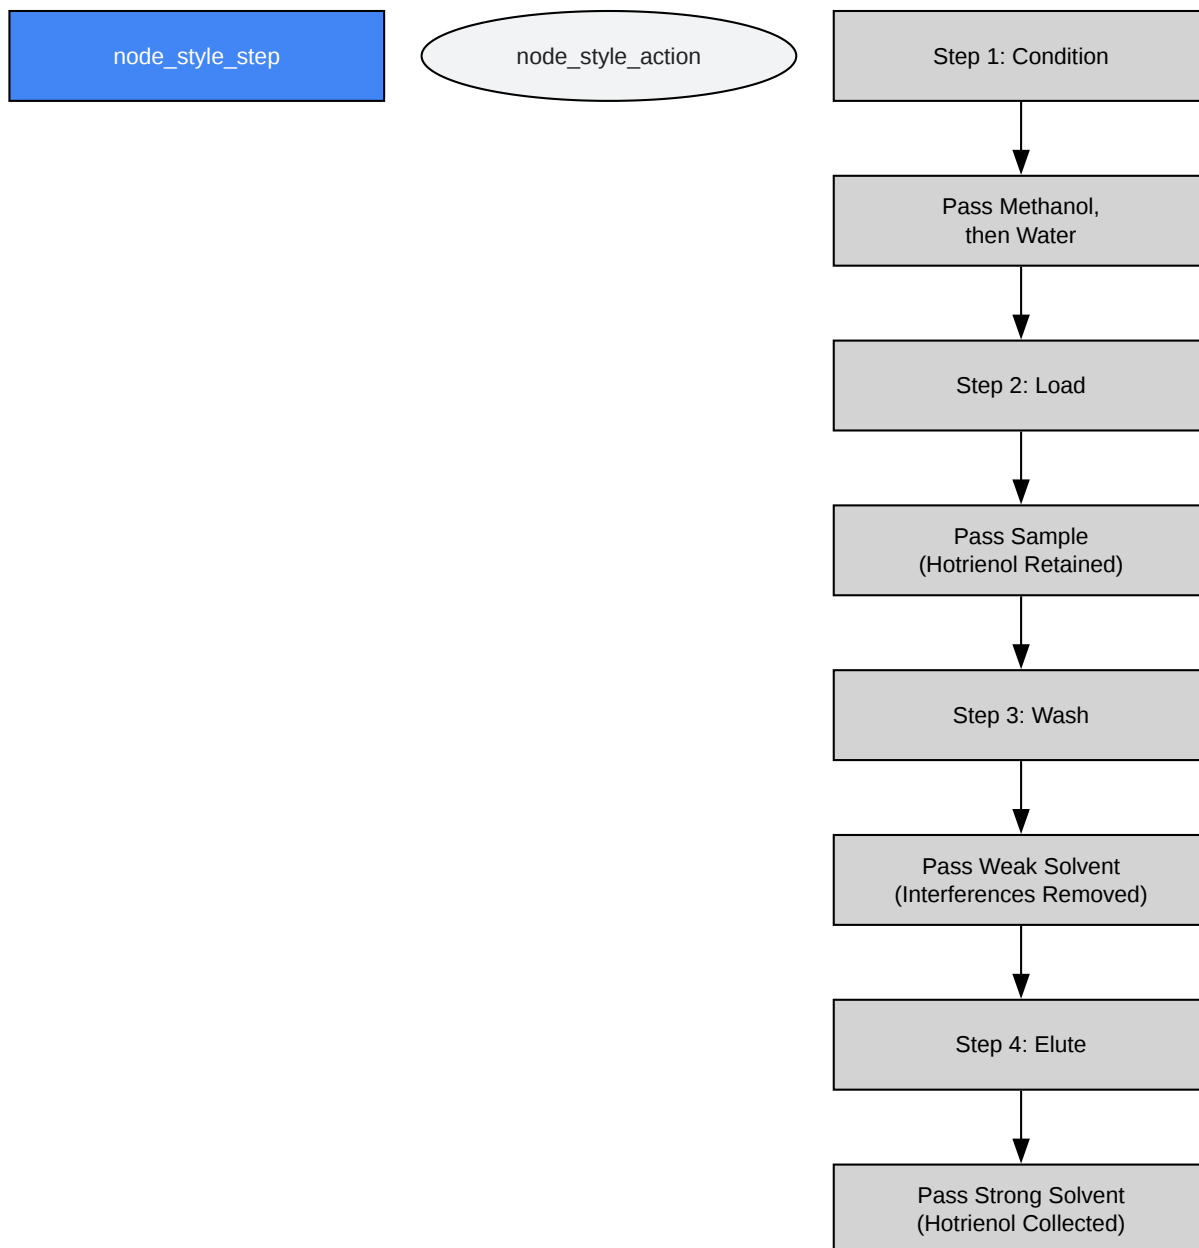 node_style_step
node_style_action
Step 1: Condition
Pass Methanol,
then Water
Step 2: Load
Pass Sample
(Hotrienol Retained)
Step 3: Wash
Pass Weak Solvent
(Interferences Removed)
Step 4: Elute
Pass Strong Solvent
(Hotrienol Collected)